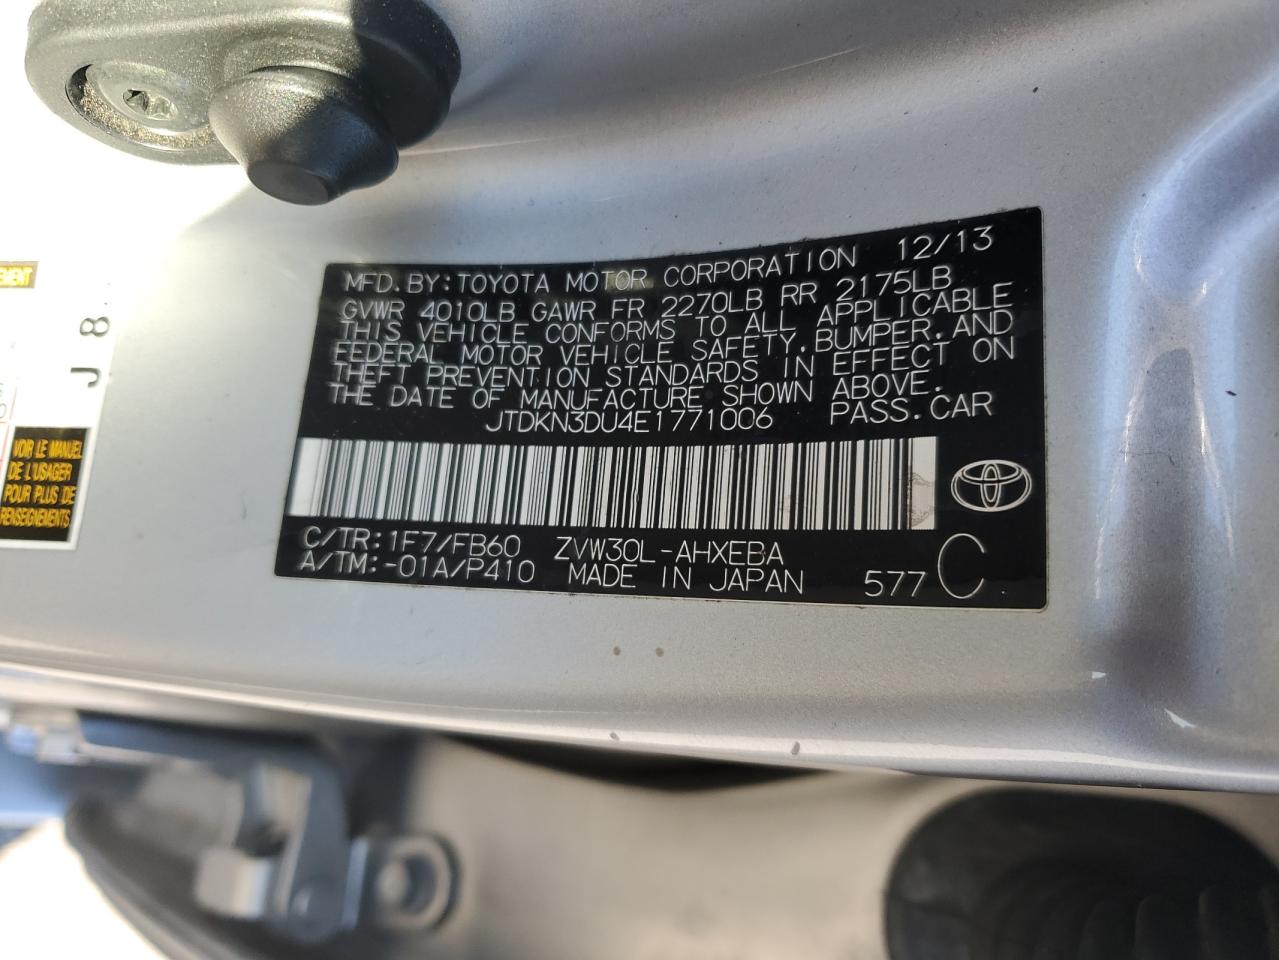 MFD. BY: TOYOTA MOTOR CORPORATION 12/13
GVWR 4010LB GAWR FR 2270LB RR 2175LB
THIS VEHICLE CONFORMS TO ALL APPLICABLE
FEDERAL MOTOR VEHICLE SAFETY, BUMPER, AND
THEFT PREVENTION STANDARDS IN EFFECT ON
THE DATE OF MANUFACTURE SHOWN ABOVE.
JTDKN3DU4E1771006 PASS. CAR
C/TR: 1F7/FB60 ZVW30L-AHXEBA
A/TM: -01A/P410 MADE IN JAPAN 577 C
J 8
VOIR LE MANUEL
DE L'USAGER
POUR PLUS DE
RENSEIGNEMENTS